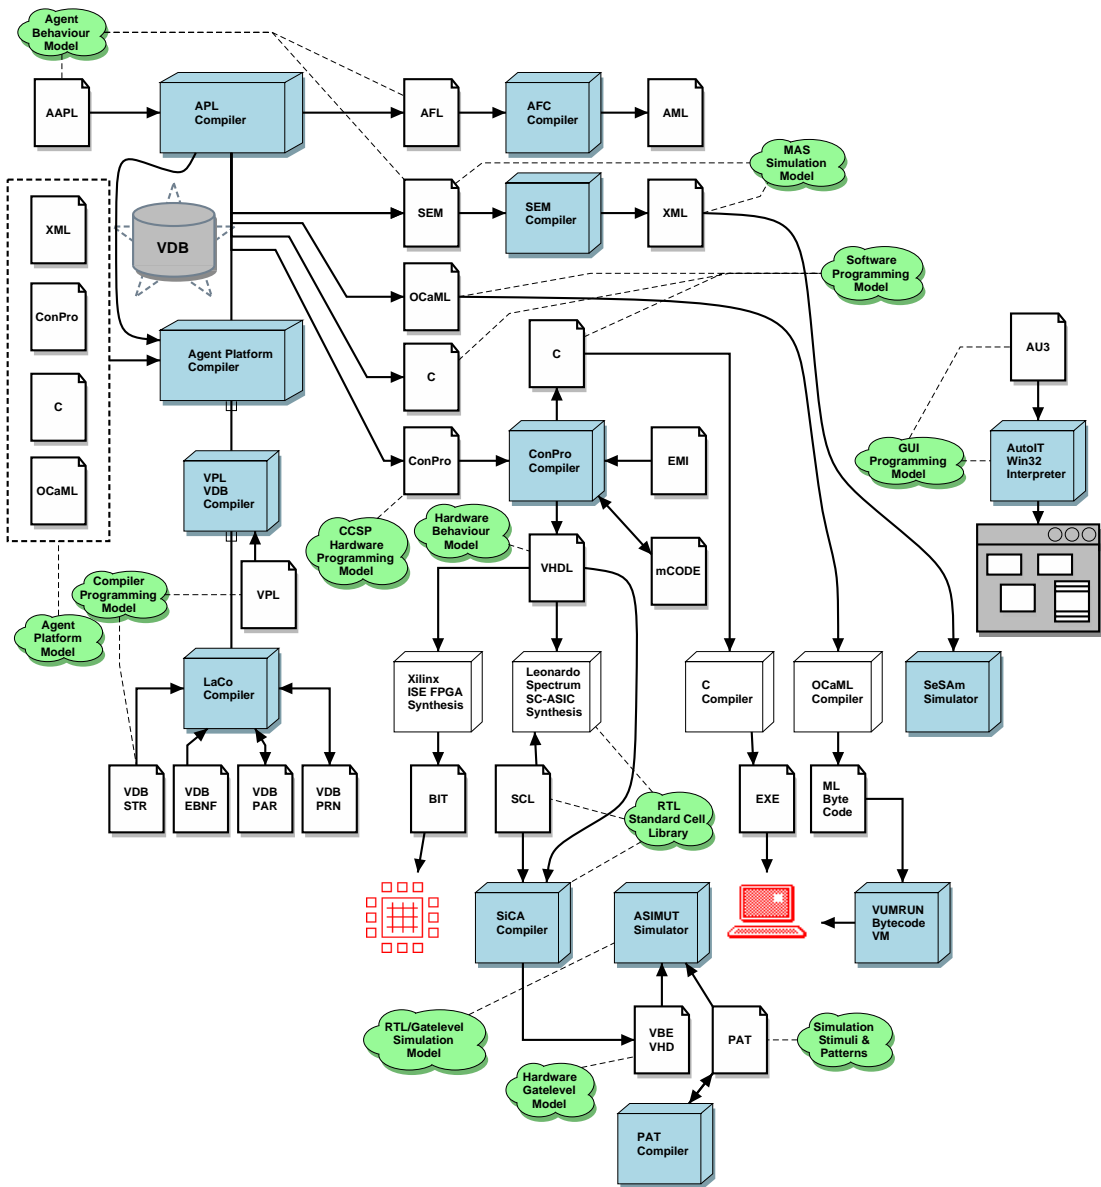 Agent
Behaviour
Model
AAPL
APL
Compiler
AFL
AFC
Compiler
AML
MAS
Simulation
Model
XML
VDB
SEM
SEM
Compiler
XML
Software
Programming
Model
OCaML
ConPro
Agent Platform
Compiler
C
C
AU3
C
ConPro
ConPro
Compiler
EMI
GUI
Programming
Model
AutoIT
Win32
Interpreter
OCaML
VPL
VDB
Compiler
CCSP
Hardware
Programming
Model
Hardware
Behaviour
Model
VHDL
mCODE
Compiler
Programming
Model
VPL
Agent
Platform
Model
LaCo
Compiler
Xilinx
ISE FPGA
Synthesis
Leonardo
Spectrum
SC-ASIC
Synthesis
C
Compiler
OCaML
Compiler
SeSAm
Simulator
VDB
STR
VDB
EBNF
VDB
PAR
VDB
PRN
BIT
SCL
RTL
Standard Cell
Library
EXE
ML
Byte
Code
SiCA
Compiler
ASIMUT
Simulator
VUMRUN
Bytecode
VM
RTL/Gatelevel
Simulation
Model
VBE
VHD
PAT
Simulation
Stimuli &
Patterns
Hardware
Gatelevel
Model
PAT
Compiler